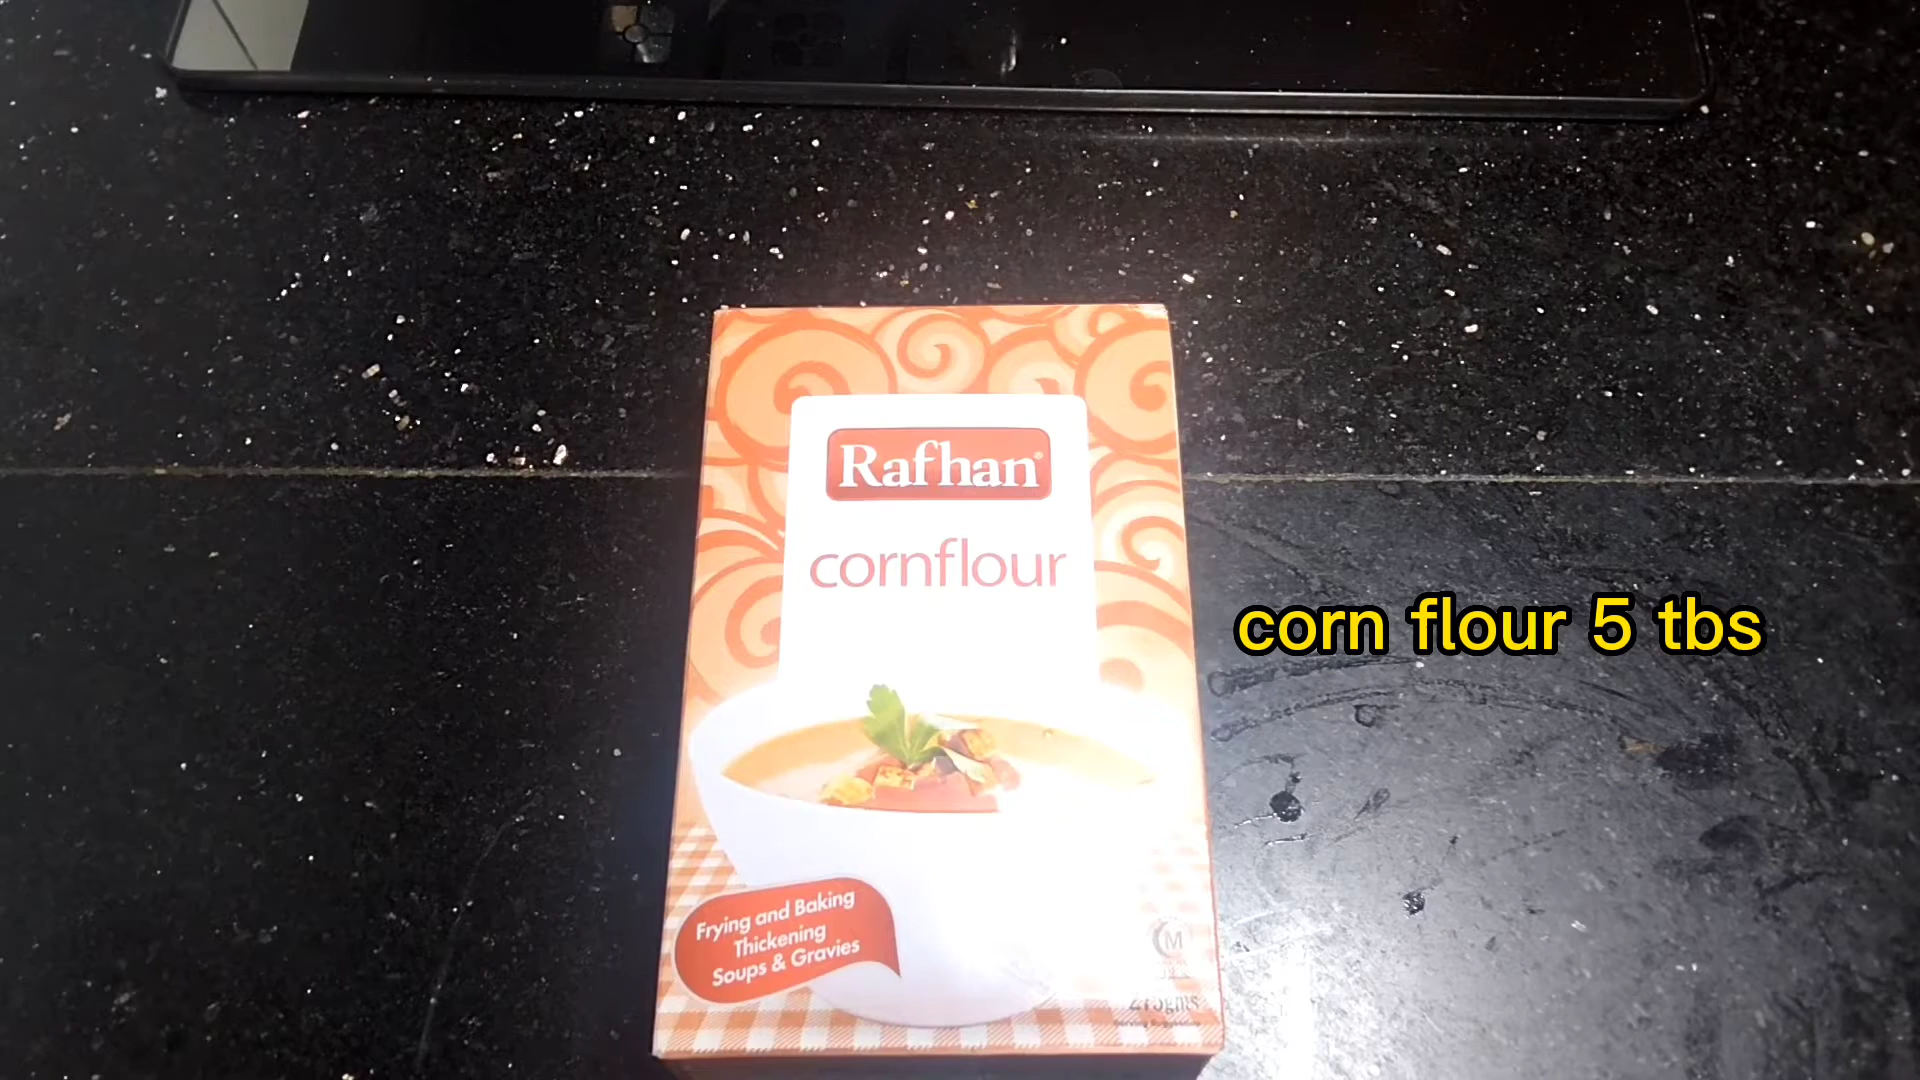 Rafhan
cornflour
corn flour 5 tbs
Frying and Baking
Thickening
Soups & Gravies
M